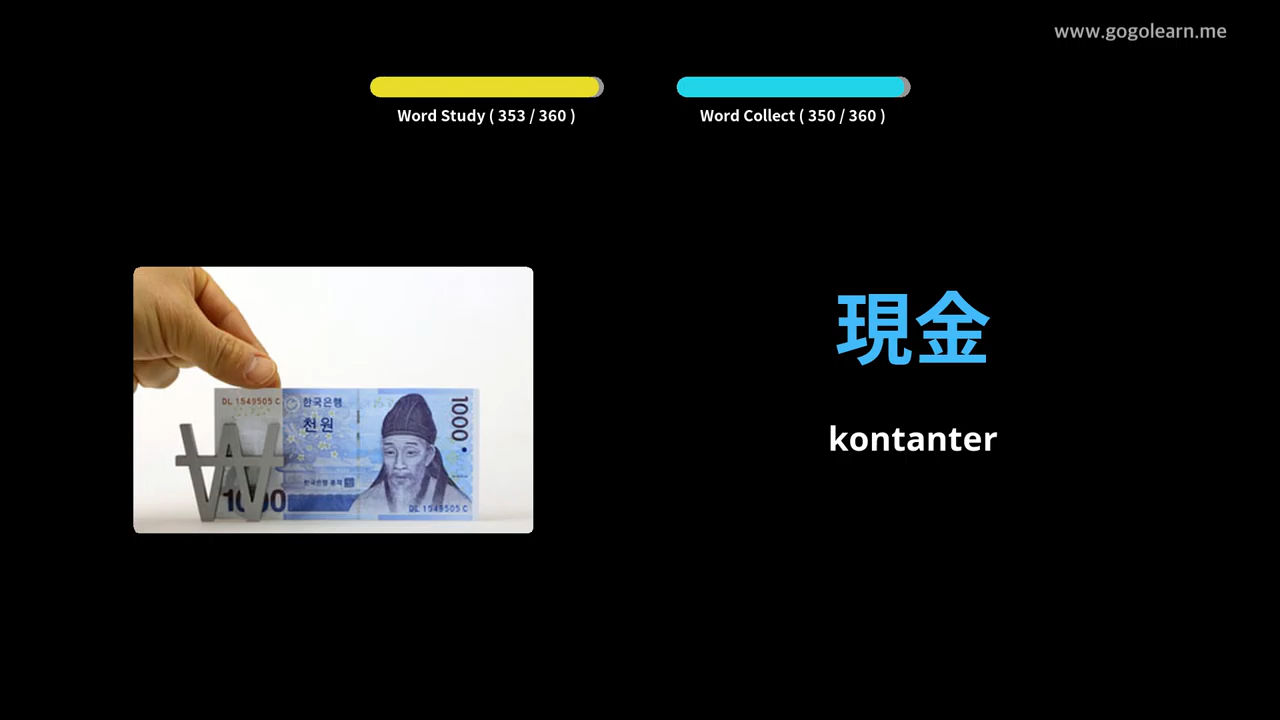 www.gogolearn.me
Word Study ( 353 / 360 )
Word Collect ( 350 / 360 )
DL 1549505 C
한국은행
천원
1000
現金
kontanter
1000
DL 1549505 C